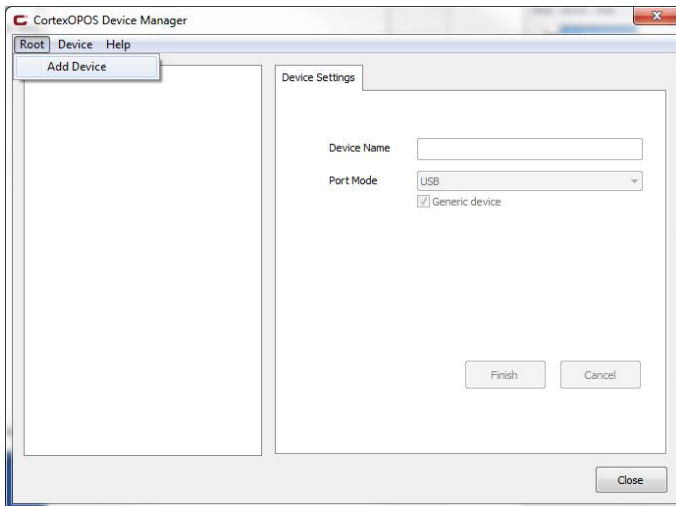 CortexOPOS Device Manager
Root Device Help
Add Device
Device Settings
Device Name
Port Mode USB
Generic device
Finish Cancel
Close